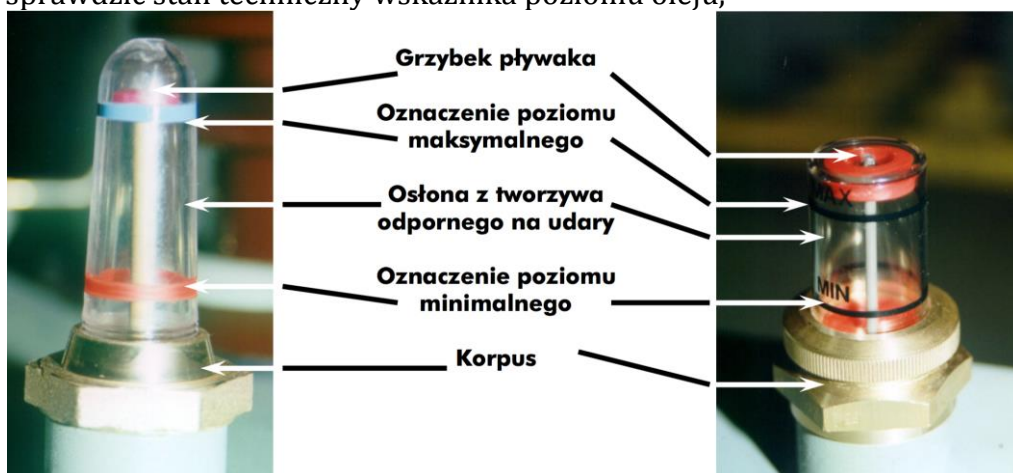 sprawdzić stan techniczny wskaźnika poziomu oleju,
Grzybek pływaka
Oznaczenie poziomu
maksymalnego
Osłona z tworzywa
odpornego na udary
Oznaczenie poziomu
minimalnego
Korpus
MAX
MIN